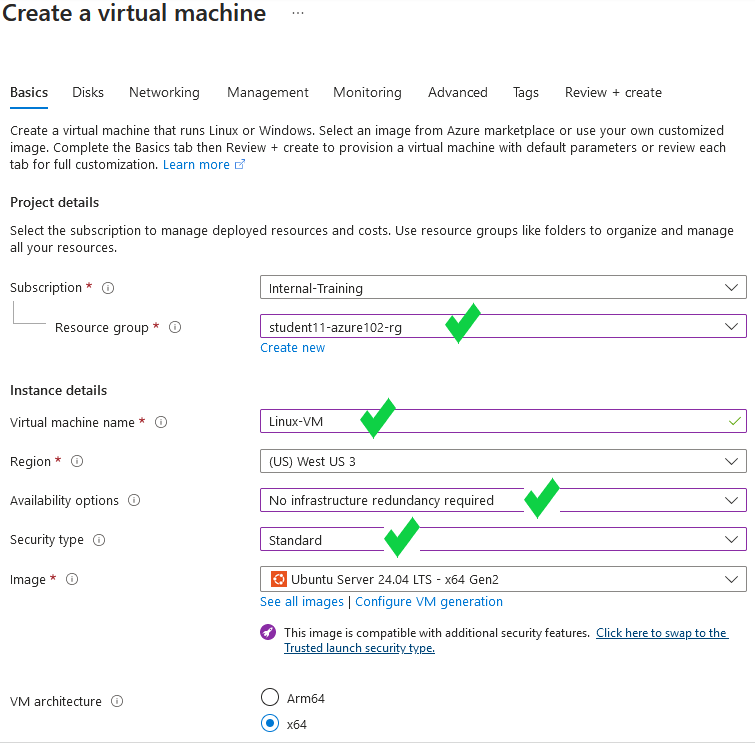 Create a virtual machine ...
Basics Disks Networking Management Monitoring Advanced Tags Review + create
Create a virtual machine that runs Linux or Windows. Select an image from Azure marketplace or use your own customized
image. Complete the Basics tab then Review + create to provision a virtual machine with default parameters or review each
tab for full customization. Learn more
Project details
Select the subscription to manage deployed resources and costs. Use resource groups like folders to organize and manage
all your resources.
Subscription *
Internal-Training
Resource group *
student11-azure102-rg
Create new
Instance details
Virtual machine name *
Linux-VM
Region *
(US) West US 3
Availability options
No infrastructure redundancy required
Security type
Standard
Image *
Ubuntu Server 24.04 LTS - x64 Gen2
See all images | Configure VM generation
This image is compatible with additional security features. Click here to swap to the
Trusted launch security type.
VM architecture
Arm64
x64